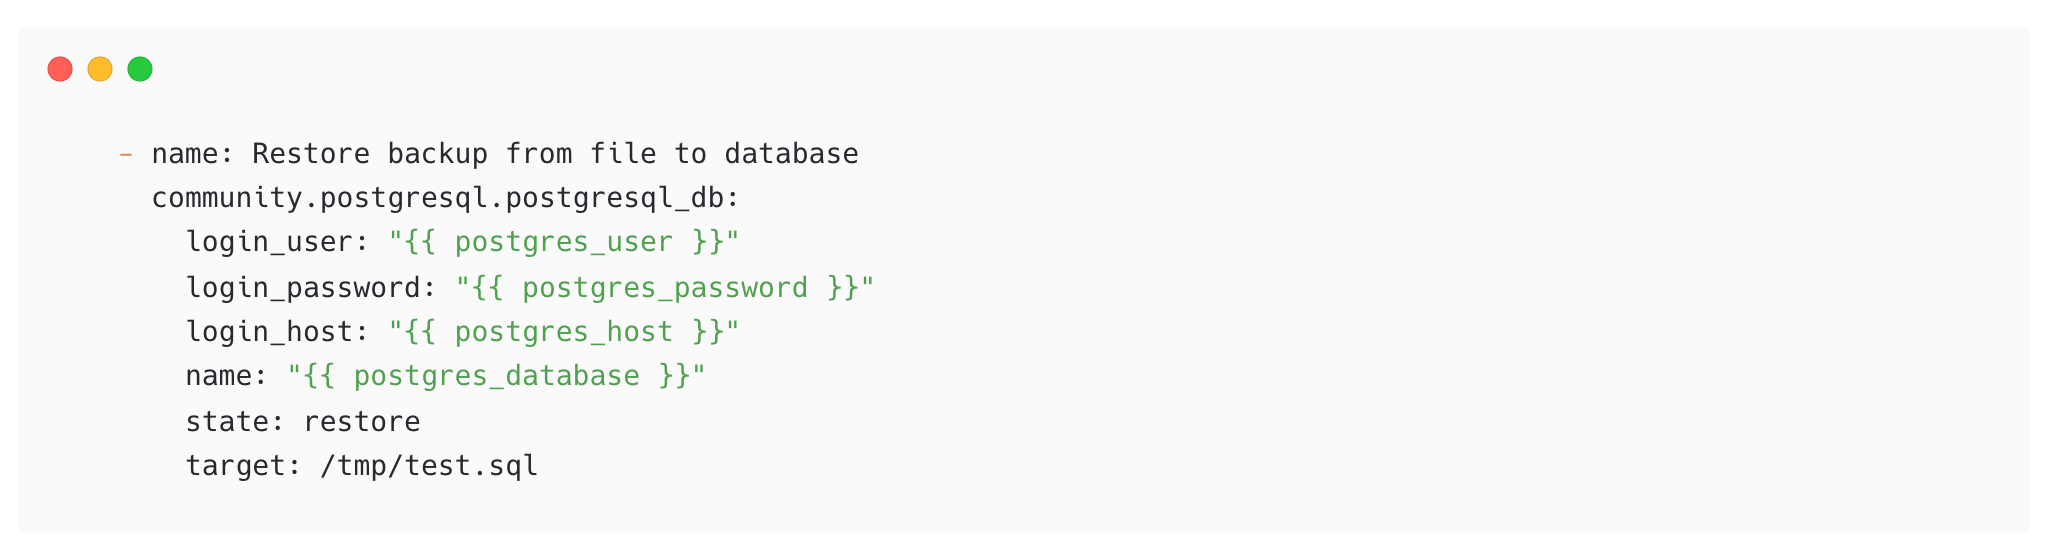 - name: Restore backup from file to database
  community.postgresql.postgresql_db:
    login_user: "{{ postgres_user }}"
    login_password: "{{ postgres_password }}"
    login_host: "{{ postgres_host }}"
    name: "{{ postgres_database }}"
    state: restore
    target: /tmp/test.sql